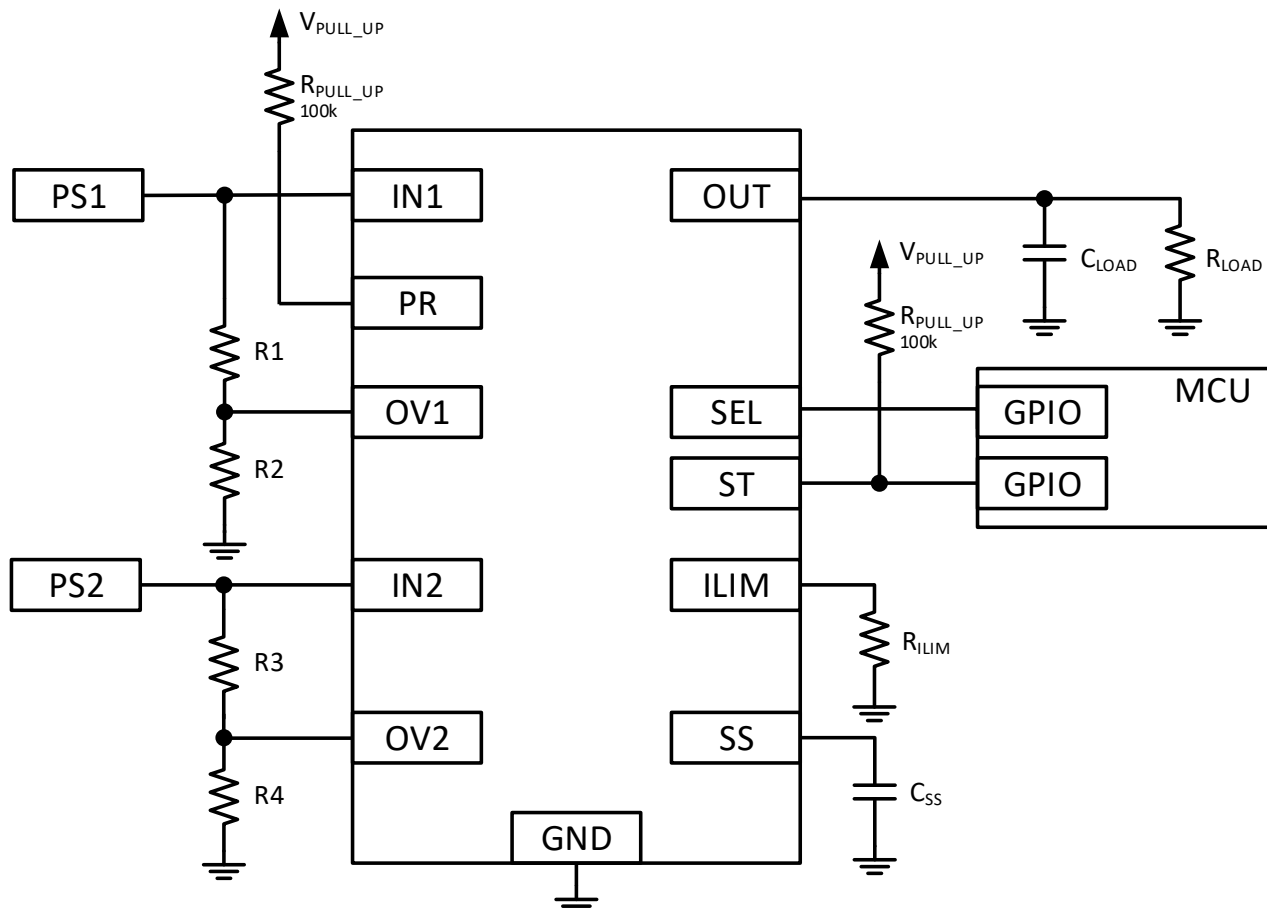 VPULL_UP
RPULL_UP
100k
PS1
IN1
OUT
PR
VPULL_UP
CLOAD
RLOAD
RPULL_UP
100k
R1
MCU
OV1
SEL
GPIO
R2
ST
GPIO
PS2
IN2
ILIM
R3
RILIM
OV2
SS
R4
CSS
GND